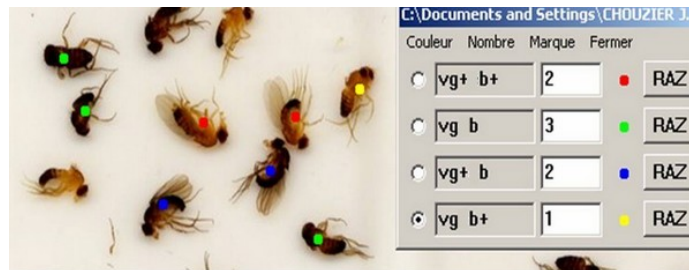 C:\Documents and Settings\CHOUZIER J
Couleur Nombre Marque Fermer
vg+ b+ 2 RAZ
vg b 3 RAZ
vg+ b 2 RAZ
vg b+ 1 RAZ